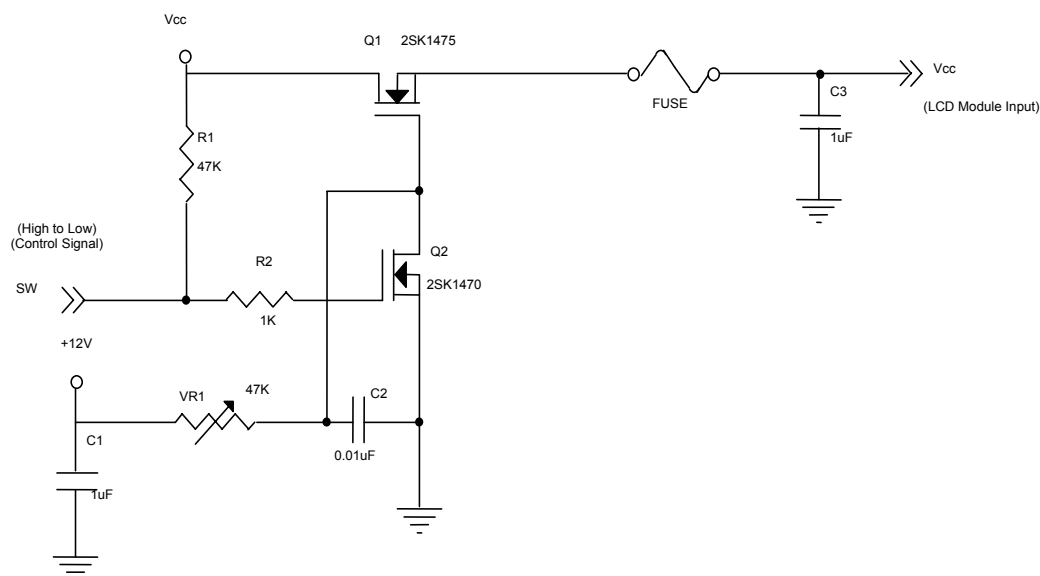 Vcc
Q1 2SK1475
Vcc
FUSE
C3
(LCD Module Input)
R1
1uF
47K
(High to Low)
(Control Signal)
Q2
R2
SW
2SK1470
1K
+12V
47K
VR1
C2
C1
0.01uF
1uF